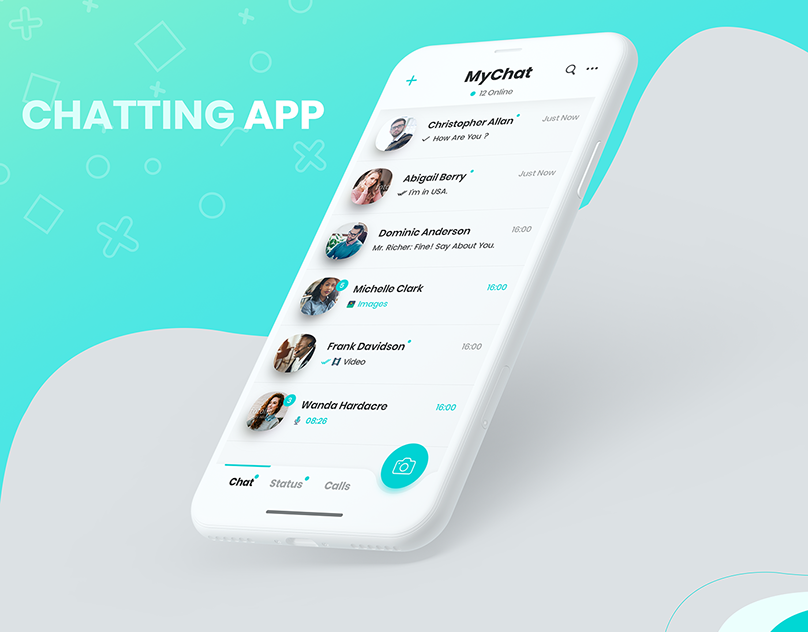 CHATTING APP
MyChat
12 Online
Christopher Allan
Just Now
How Are You ?
Abigail Berry
Just Now
I'm in USA.
Dominic Anderson
16:00
Mr. Richer: Fine! Say About You.
5
Michelle Clark
16:00
Images
Frank Davidson
16:00
Video
3
Wanda Hardacre
16:00
08:26
Chat
Status
Calls